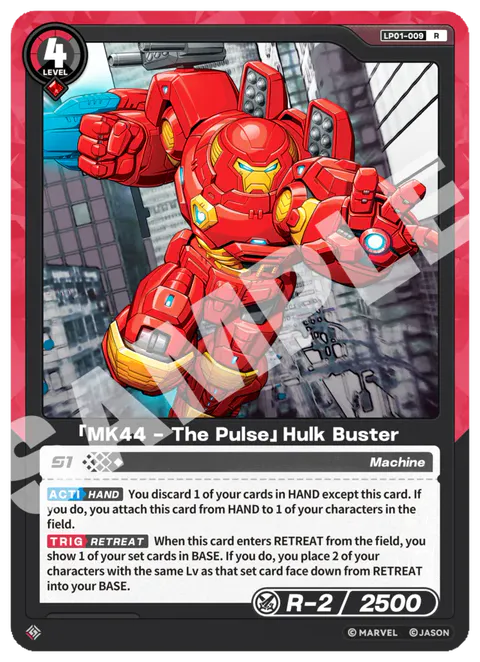 4
LEVEL
LP01-009 R
SAMPLE
「MK44 – The Pulse」Hulk Buster
S1
Machine
ACTI HAND You discard 1 of your cards in HAND except this card. If
you do, you attach this card from HAND to 1 of your characters in the
field.
TRIG RETREAT When this card enters RETREAT from the field, you
show 1 of your set cards in BASE. If you do, you place 2 of your
characters with the same Lv as that set card face down from RETREAT
into your BASE.
R-2 / 2500
©MARVEL ©JASON